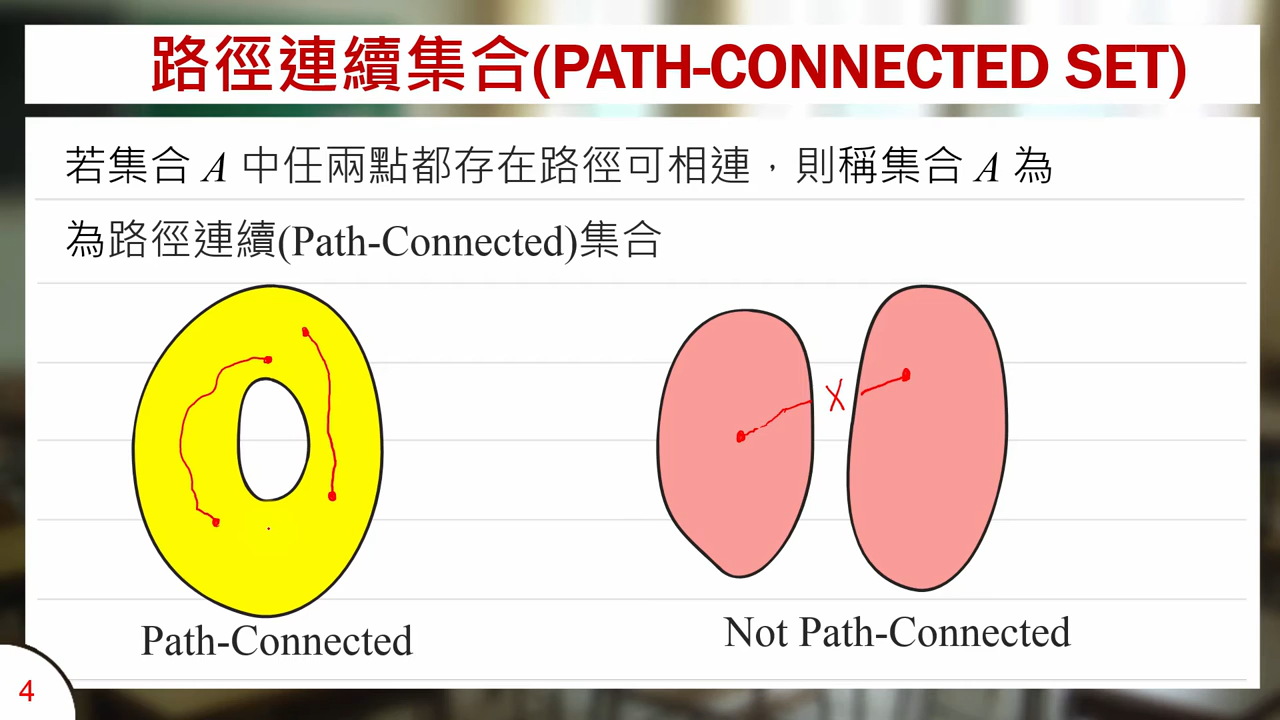 路徑連續集合(PATH-CONNECTED SET)
若集合 A 中任兩點都存在路徑可相連，則稱集合 A 為
為路徑連續(Path-Connected)集合
X
Path-Connected
Not Path-Connected
4